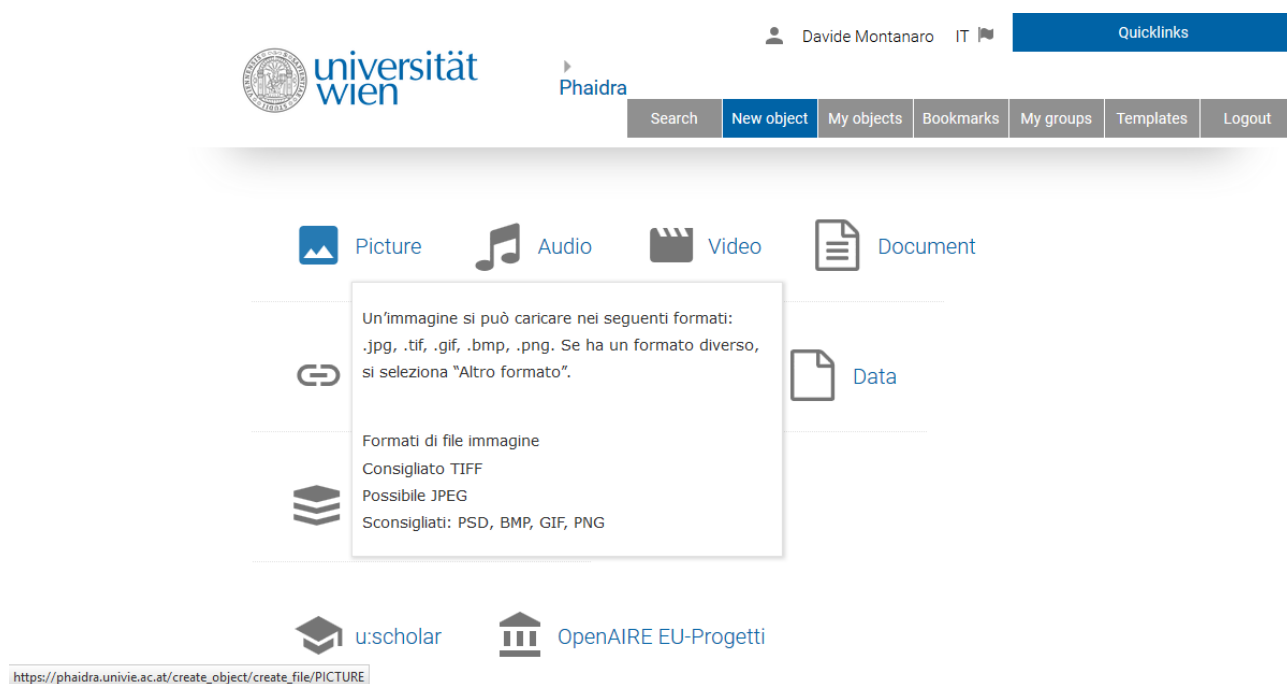 Davide Montanaro IT Quicklinks
universität
wien
Phaidra
Search New object My objects Bookmarks My groups Templates Logout
Picture Audio Video Document
Un'immagine si può caricare nei seguenti formati:
.jpg, .tif, .gif, .bmp, .png. Se ha un formato diverso,
si seleziona “Altro formato”.
Data
Formati di file immagine
Consigliato TIFF
Possibile JPEG
Sconsigliati: PSD, BMP, GIF, PNG
u:scholar OpenAIRE EU-Progetti
https://phaidra.univie.ac.at/create_object/create_file/PICTURE